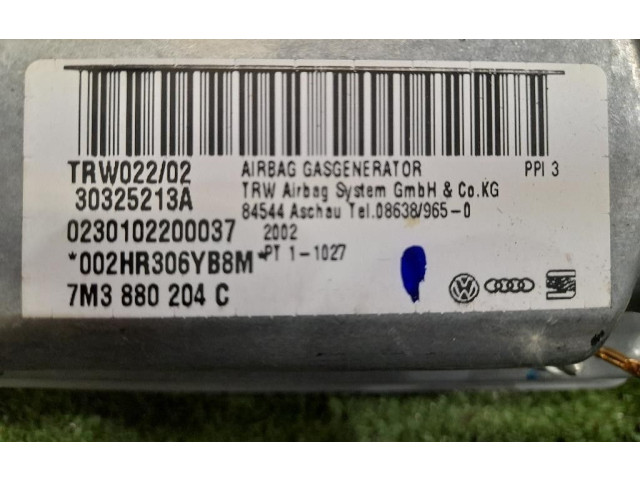 TRW022/02 AIRBAG GASGENERATOR PPI 3
30325213A TRW Airbag System GmbH & Co.KG
84544 Aschau Tel.08638/965-0
0230102200037 2002
*002HR306YB8M* PT 1-1027
7M3 880 204 C